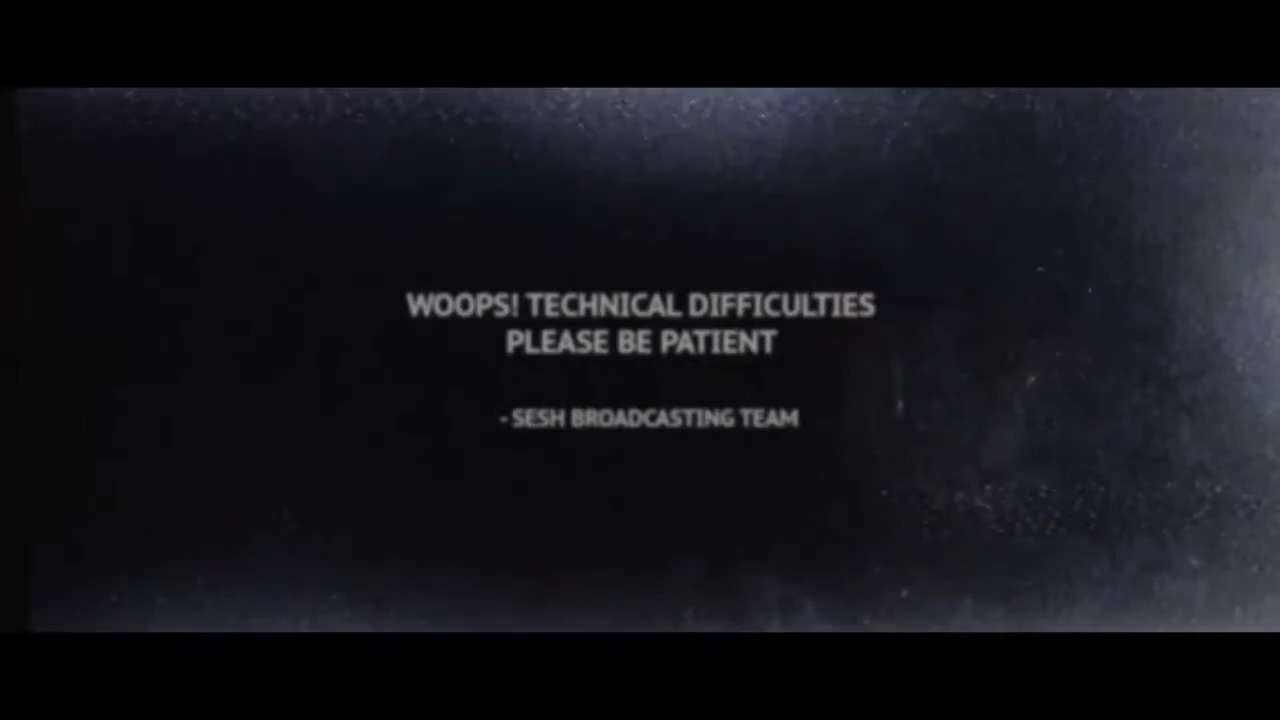 WOOPS! TECHNICAL DIFFICULTIES
PLEASE BE PATIENT
- SESH BROADCASTING TEAM